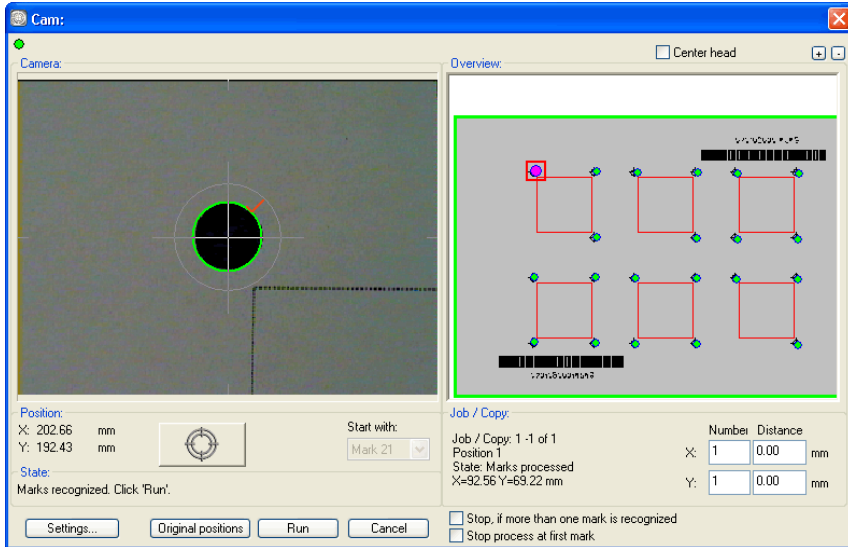 Cam:
Center head
+ -
Camera:
Overview:
Position:
X: 202.66 mm
Y: 192.43 mm
Start with:
Mark 21
State:
Marks recognized. Click 'Run'.
Settings...
Original positions
Run
Cancel
Job / Copy:
Job / Copy: 1 -1 of 1
Position 1
State: Marks processed
X=92.56 Y=69.22 mm
Number Distance
X: 1 0.00 mm
Y: 1 0.00 mm
Stop, if more than one mark is recognized
Stop process at first mark